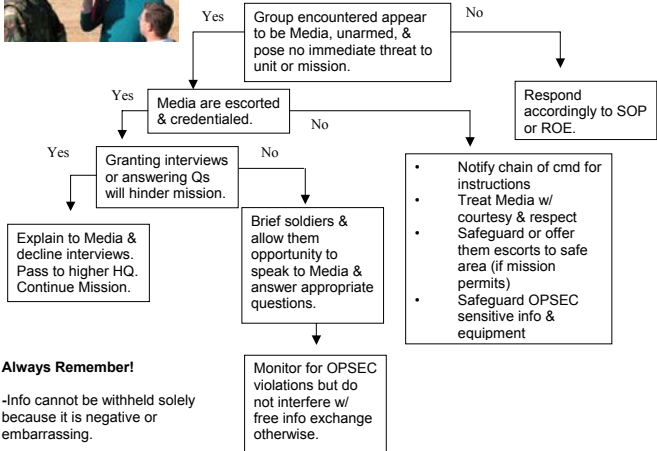 Yes
Group encountered appear
to be Media, unarmed, &
pose no immediate threat to
unit or mission.
No
Yes
Media are escorted
& credentialed.
No
Respond
accordingly to SOP
or ROE.
Yes
Granting interviews
or answering Qs
will hinder mission.
No
• Notify chain of cmd for
instructions
• Treat Media w/
courtesy & respect
• Safeguard or offer
them escorts to safe
area (if mission
permits)
• Safeguard OPSEC
sensitive info &
equipment
Explain to Media &
decline interviews.
Pass to higher HQ.
Continue Mission.
Brief soldiers &
allow them
opportunity to
speak to Media &
answer appropriate
questions.
Monitor for OPSEC
violations but do
not interfere w/
free info exchange
otherwise.
Always Remember!
-Info cannot be withheld solely
because it is negative or
embarrassing.